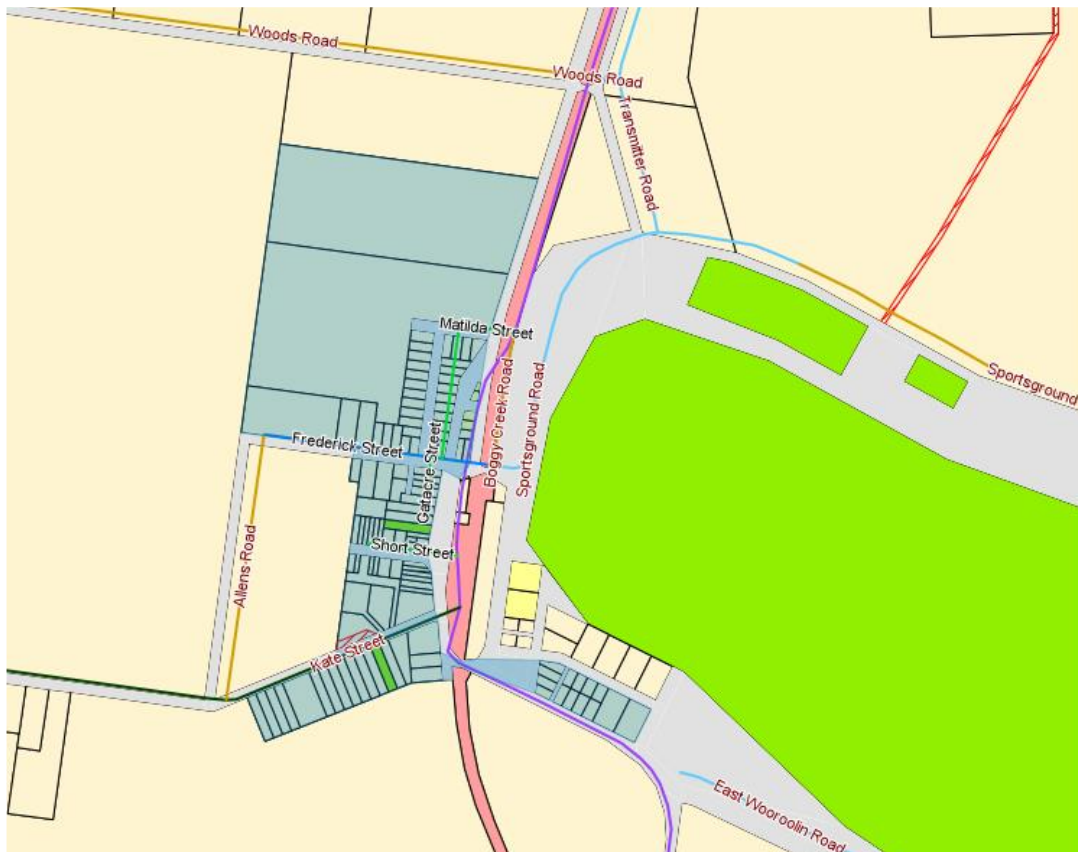 Woods Road
Woods Road
Transmitter Road
Matilda Street
Boggy Creek Road
Sportsground Road
Sportsground
Frederick Street
Gatacre Street
Allens Road
Short Street
Kate Street
East Wooroolin Road